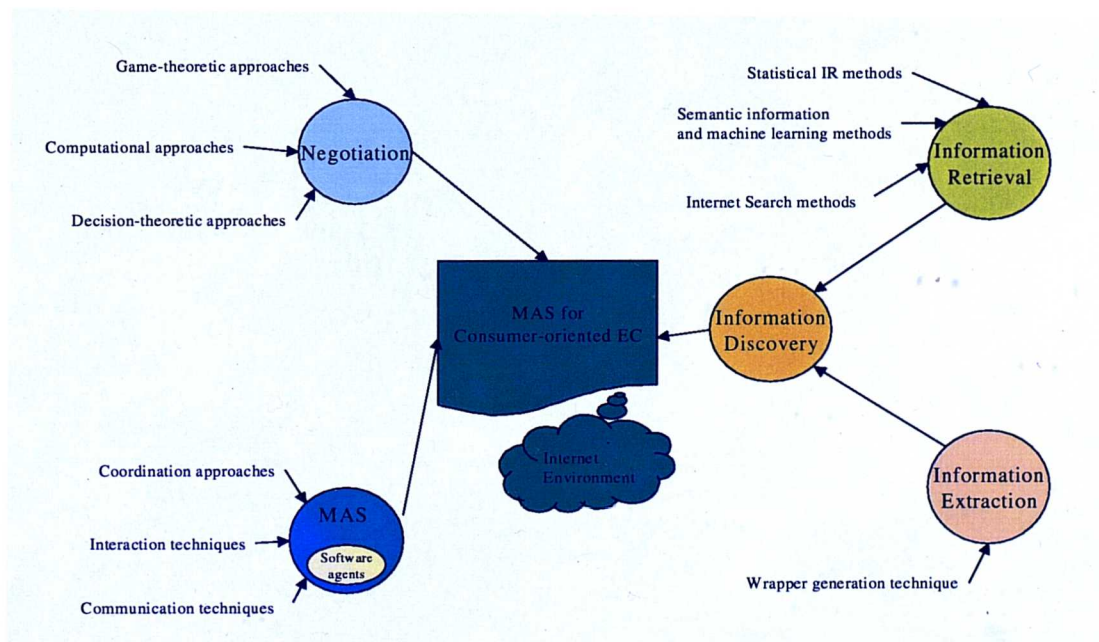 Game-theoretic approaches
Computational approaches
Decision-theoretic approaches
Negotiation
Statistical IR methods
Semantic information
and machine learning methods
Internet Search methods
Information
Retrieval
MAS for
Consumer-oriented EC
Information
Discovery
Internet
Environment
Coordination approaches
Interaction techniques
Communication techniques
MAS
Software
agents
Information
Extraction
Wrapper generation technique